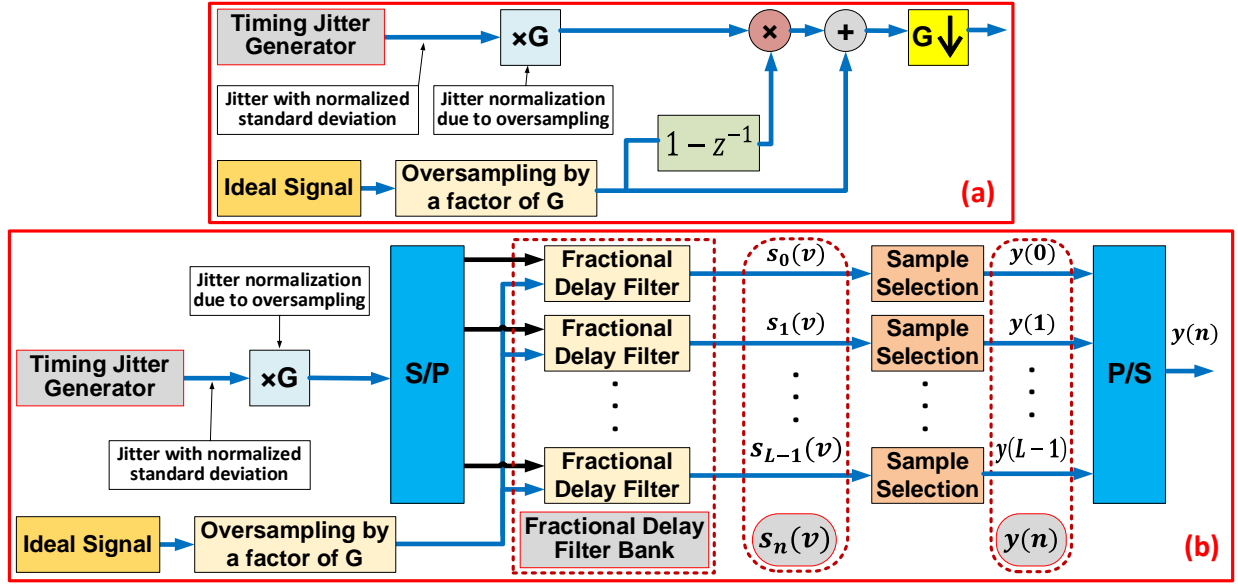 Timing Jitter
Generator
×G
×
+
G ↓
Jitter with normalized
standard deviation
Jitter normalization
due to oversampling
1 − z⁻¹
Ideal Signal
Oversampling by
a factor of G
(a)
Jitter normalization
due to oversampling
Timing Jitter
Generator
×G
Jitter with normalized
standard deviation
S/P
Fractional
Delay Filter
s₀(v)
Sample
Selection
y(0)
Fractional
Delay Filter
s₁(v)
Sample
Selection
y(1)
Fractional
Delay Filter
s_{L−1}(v)
Sample
Selection
y(L−1)
P/S
y(n)
Ideal Signal
Oversampling by
a factor of G
Fractional Delay
Filter Bank
sₙ(v)
y(n)
(b)